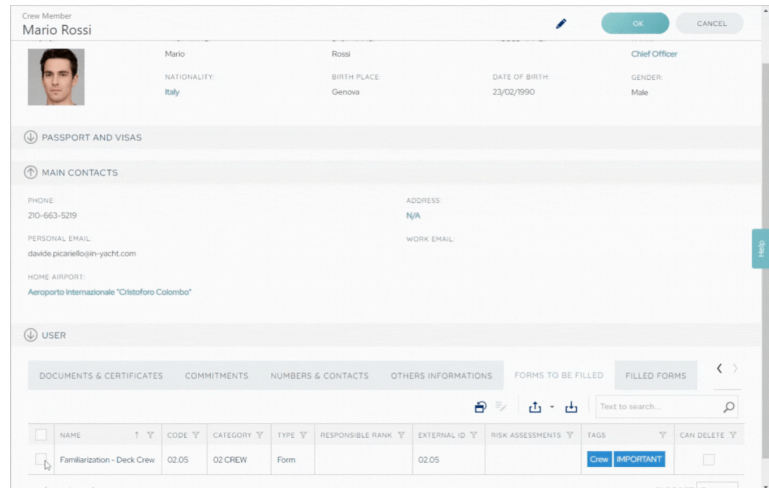 Crew Member
Mario Rossi
OK
CANCEL
Mario
Rossi
Chief Officer
NATIONALITY:
BIRTH PLACE:
DATE OF BIRTH:
GENDER:
Italy
Genova
23/02/1990
Male
PASSPORT AND VISAS
MAIN CONTACTS
PHONE:
ADDRESS:
210-663-5219
N/A
PERSONAL EMAIL:
WORK EMAIL:
davide.picariello@in-yacht.com
HOME AIRPORT:
Aeroporto internazionale "Cristoforo Colombo"
Help
USER
DOCUMENTS & CERTIFICATES
COMMITMENTS
NUMBERS & CONTACTS
OTHERS INFORMATIONS
FORMS TO BE FILLED
FILLED FORMS
Text to search...
NAME
CODE
CATEGORY
TYPE
RESPONSIBLE RANK
EXTERNAL ID
RISK ASSESSMENTS
TAGS
CAN DELETE
Familiarization - Deck Crew
02.05
02 CREW
Form
02.05
Crew
IMPORTANT